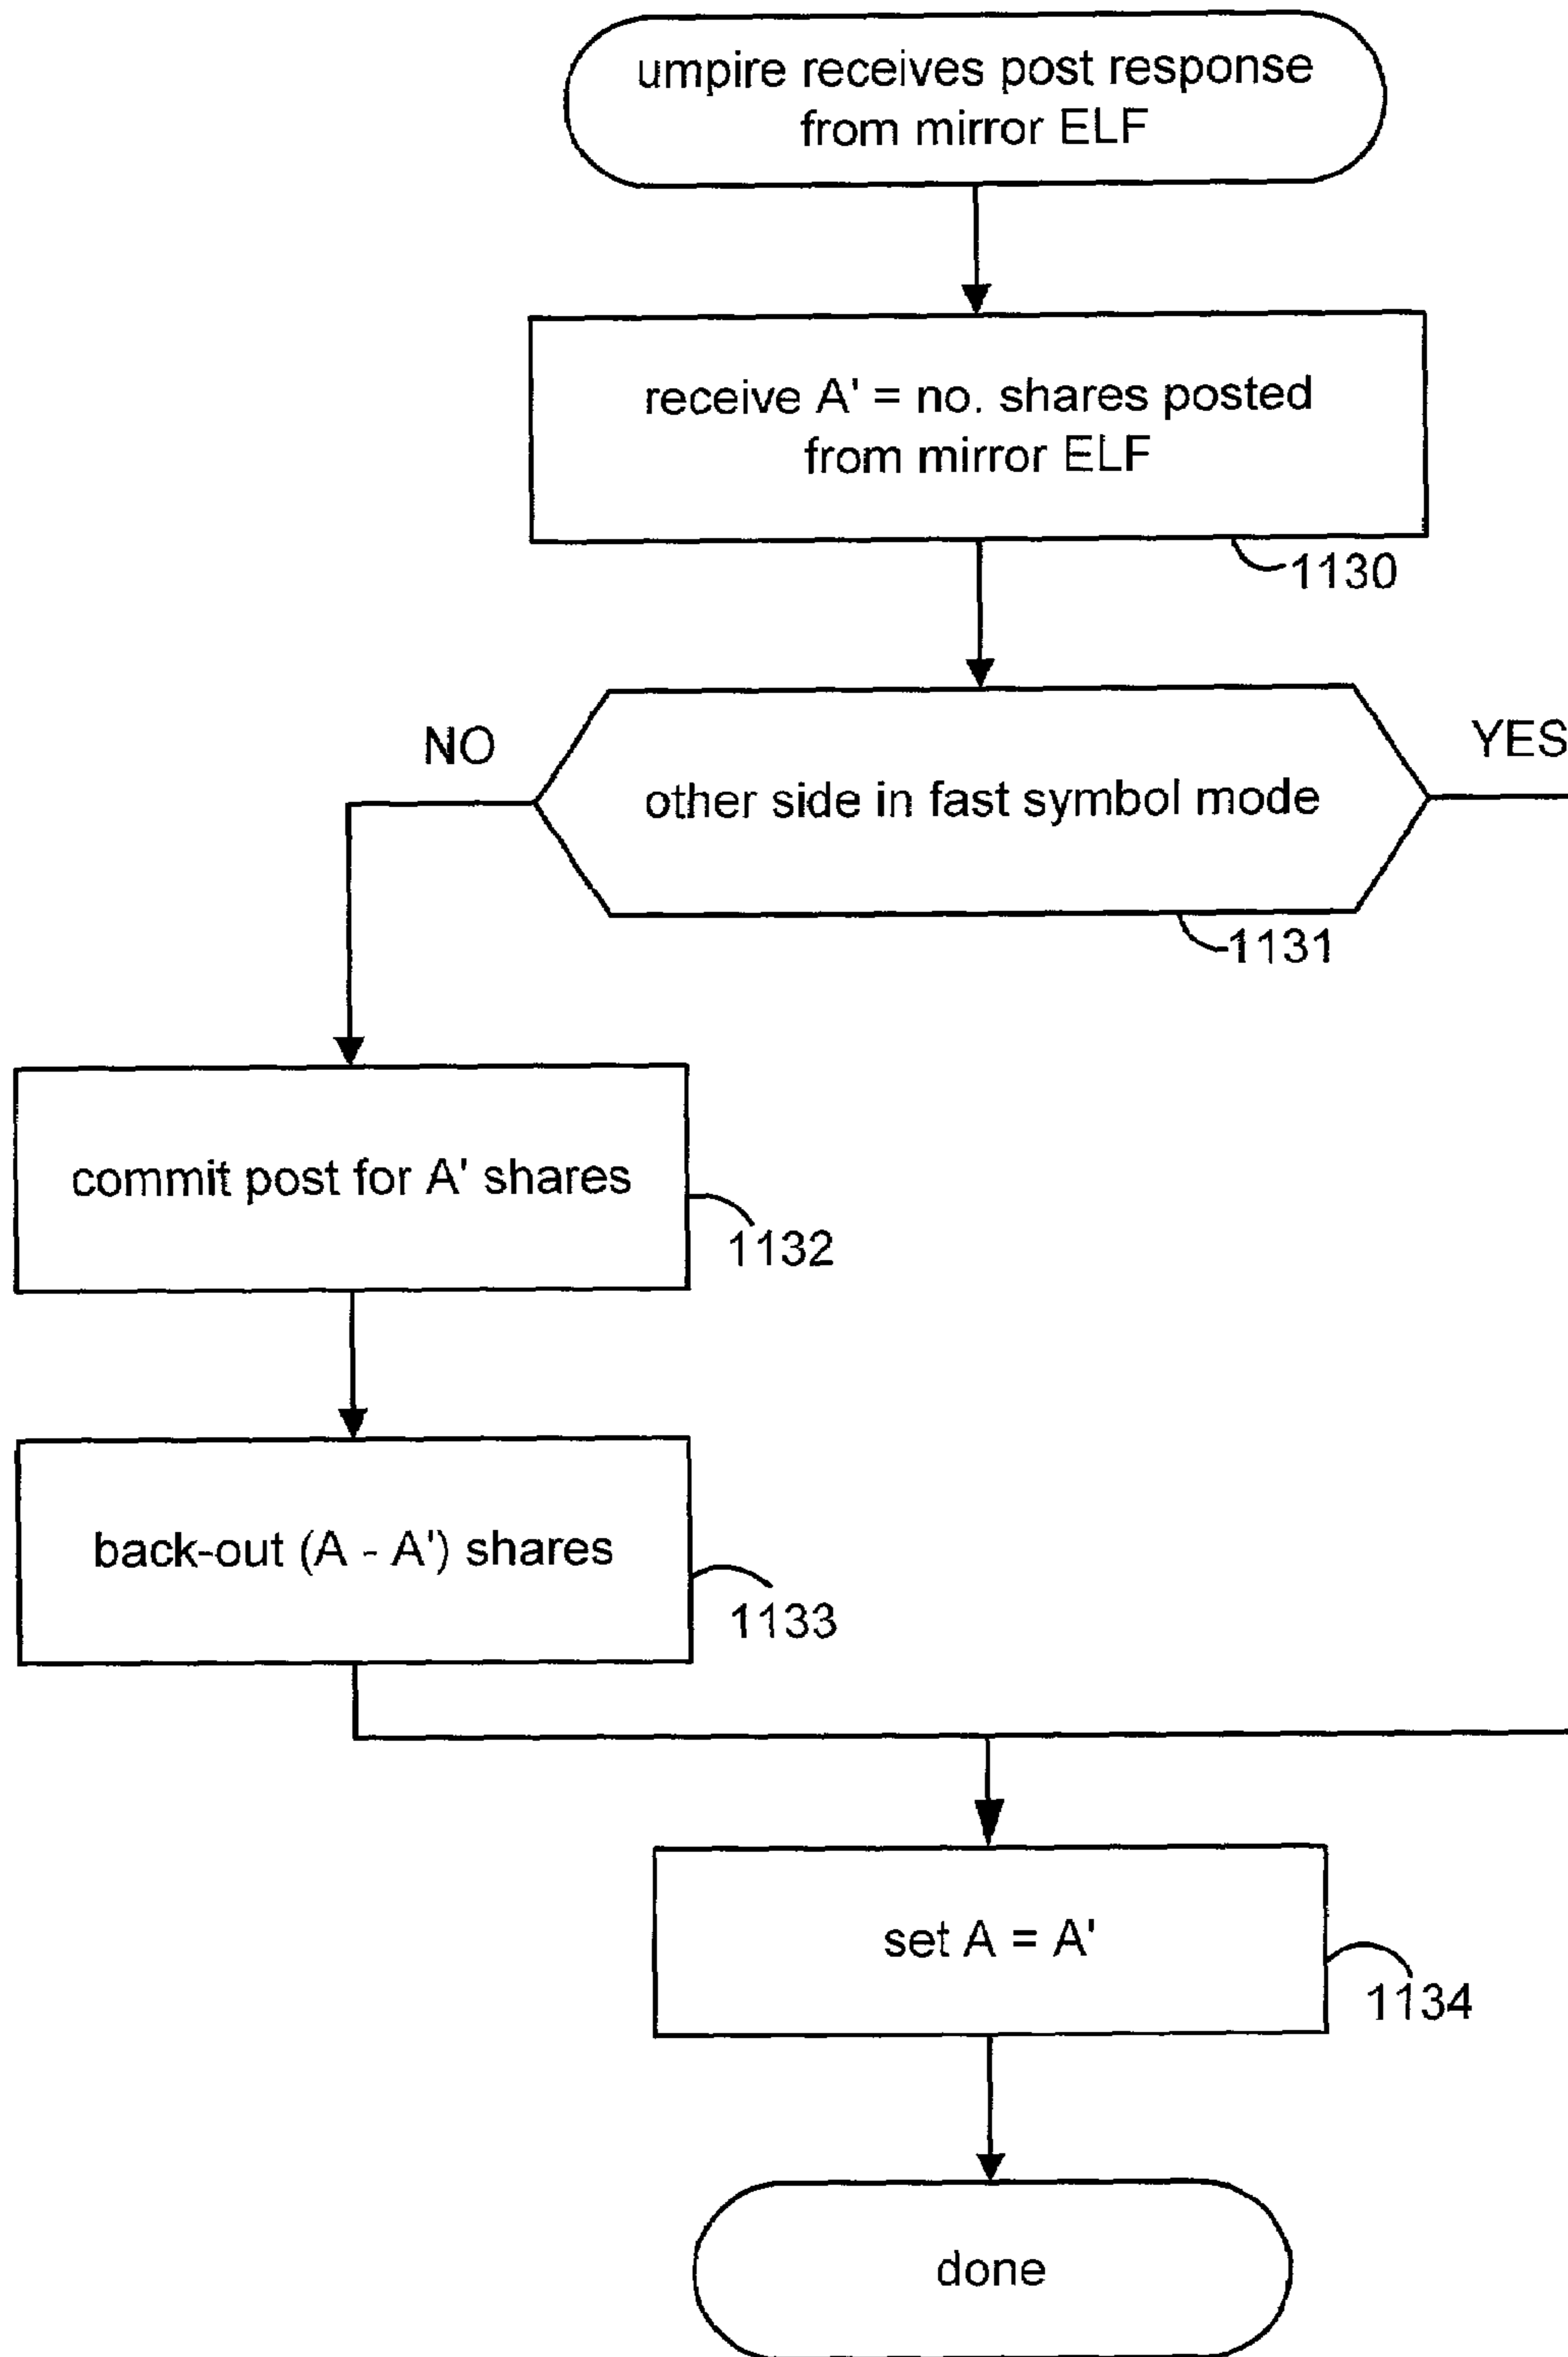 umpire receives post response
from mirror ELF
receive A' = no. shares posted
from mirror ELF
1130
NO
YES
other side in fast symbol mode
1131
commit post for A' shares
1132
back-out (A - A') shares
1133
set A = A'
1134
done